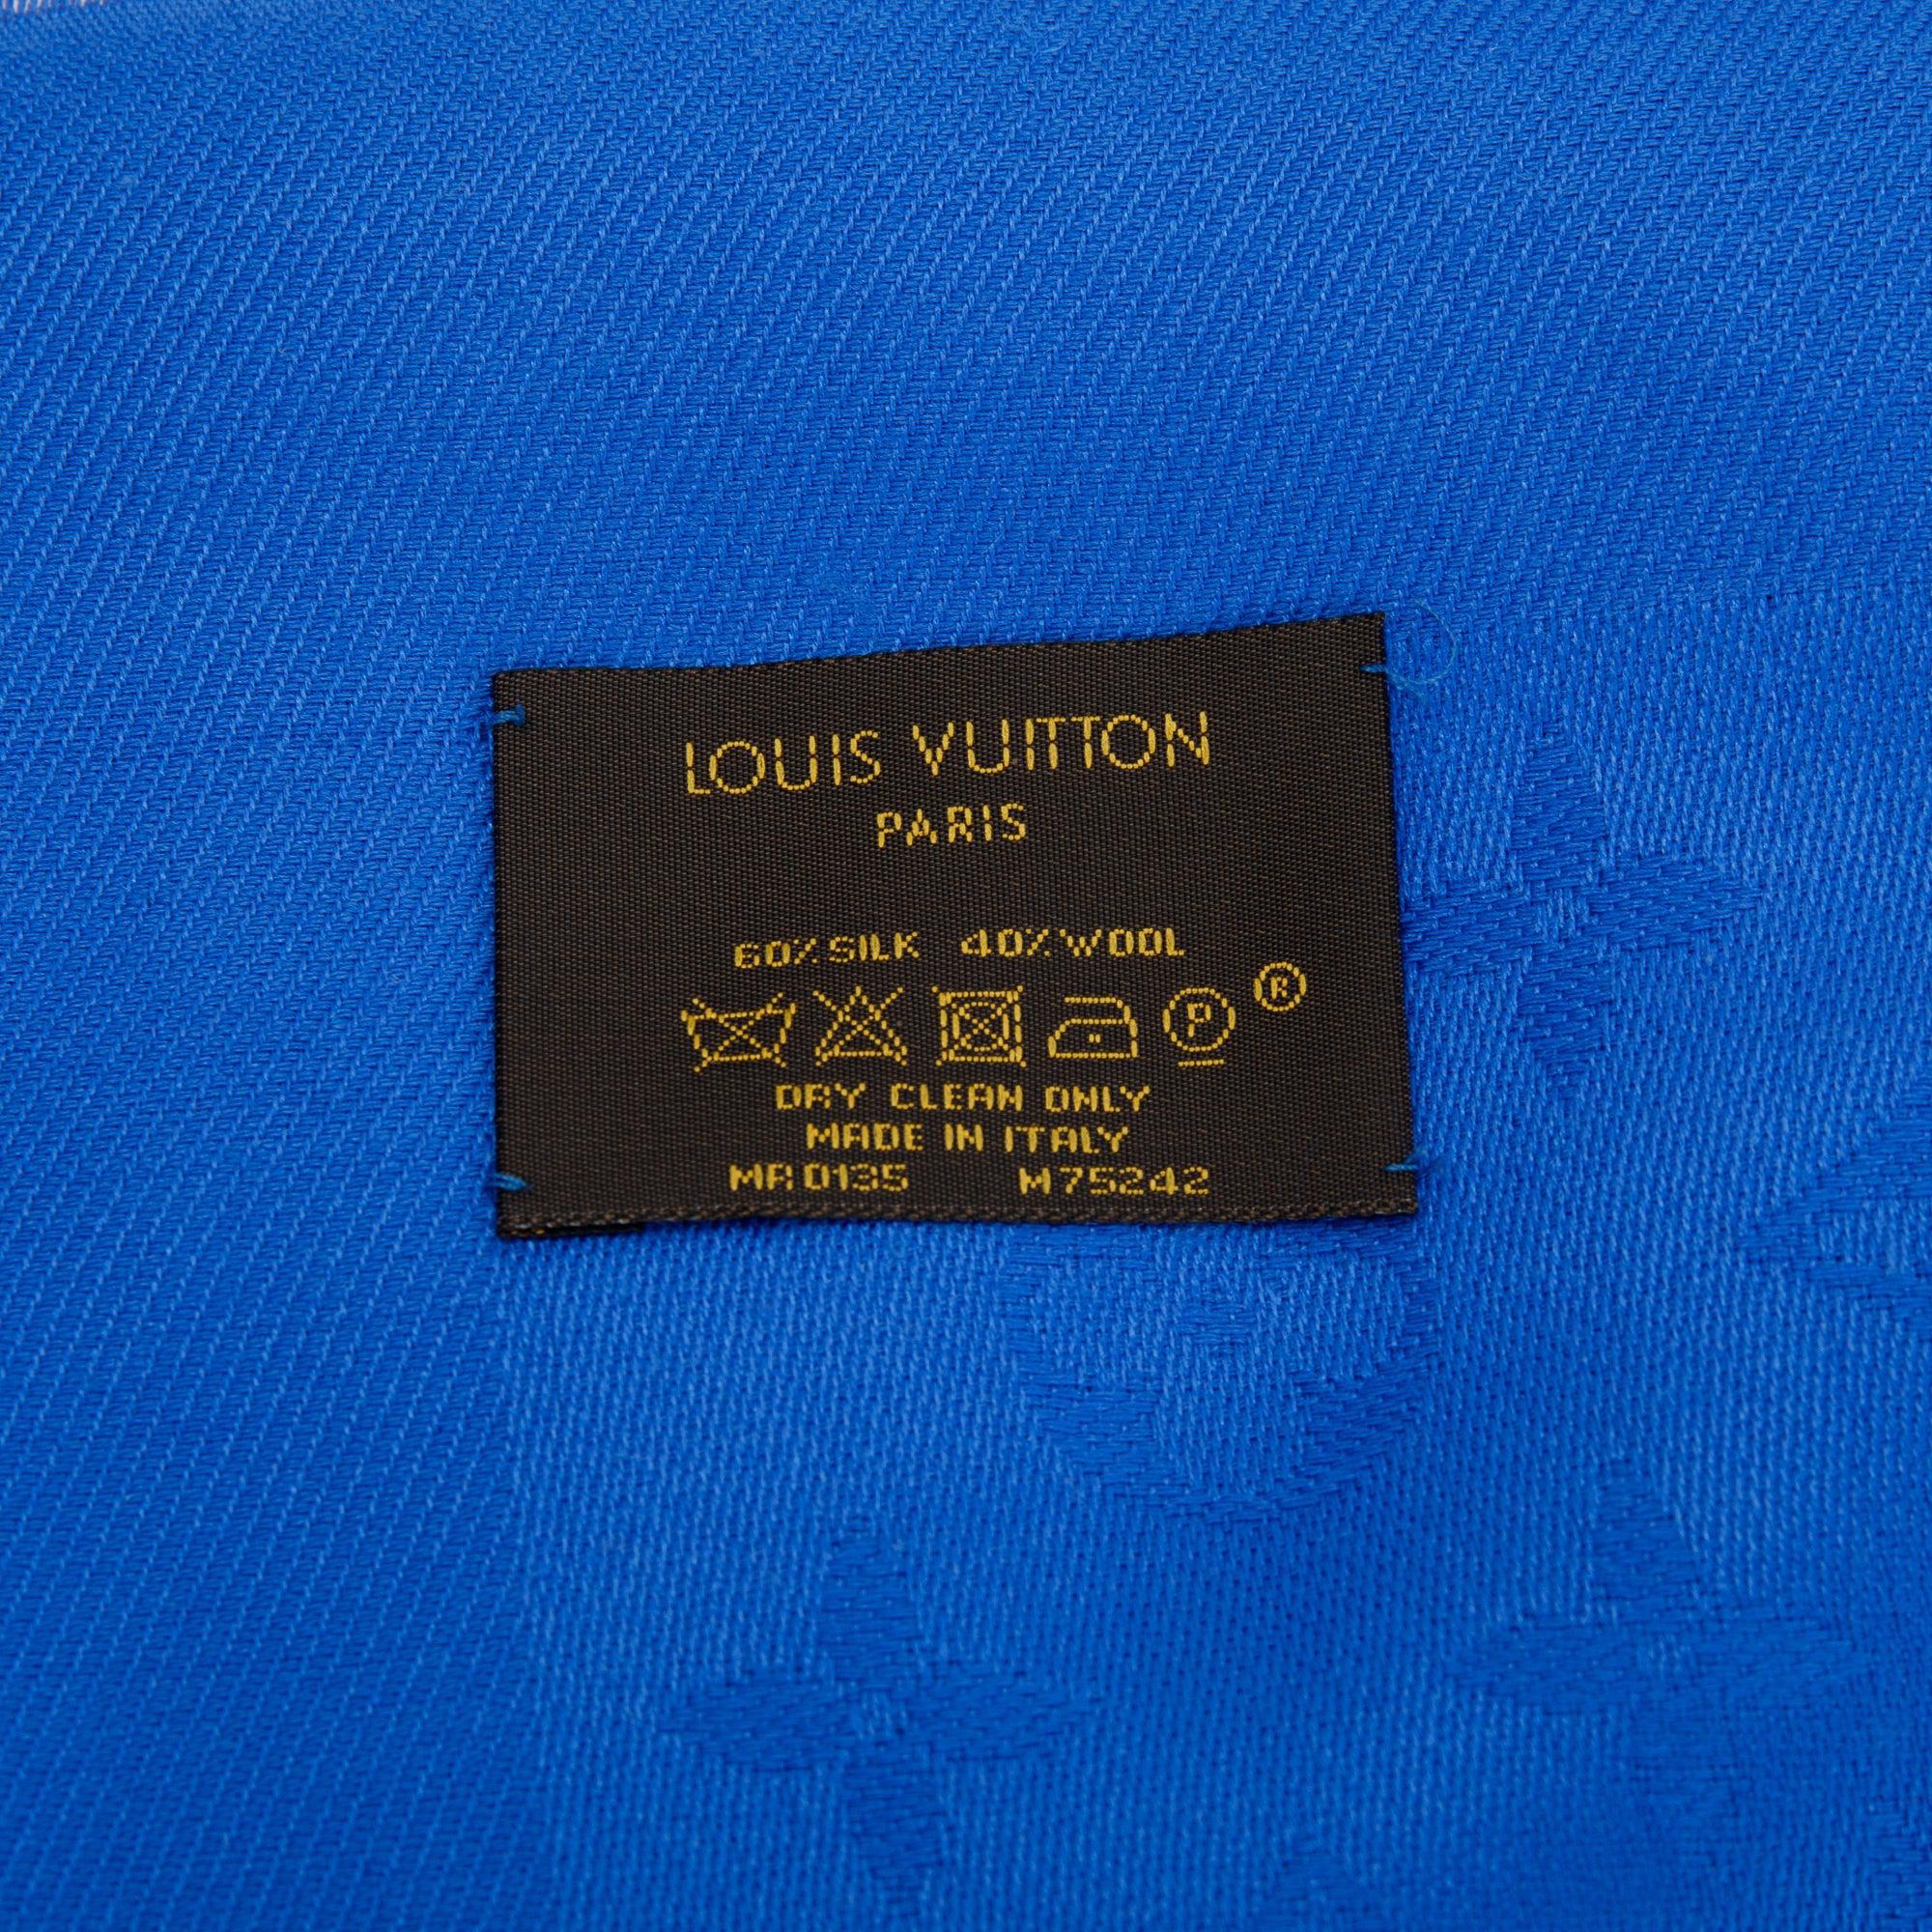 LOUIS VUITTON
PARIS
60% SILK 40% WOOL
P ®
DRY CLEAN ONLY
MADE IN ITALY
MR0135 M75242